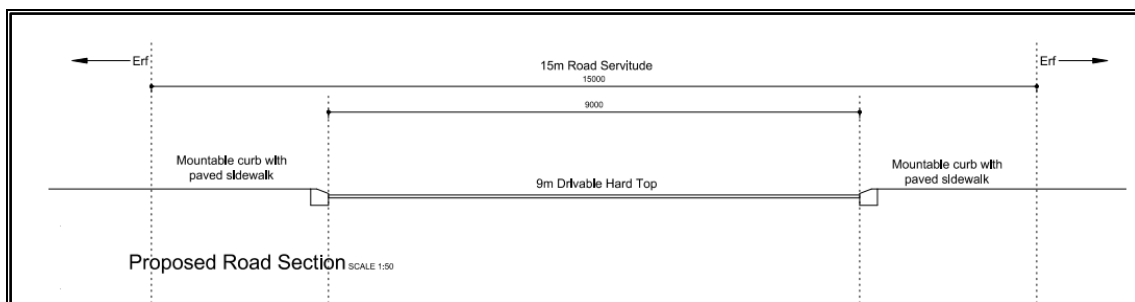 Erf
15m Road Servitude
Erf
15000
9000
Mountable curb with
paved sidewalk
Mountable curb with
paved sidewalk
9m Drivable Hard Top
Proposed Road Section SCALE 1:50